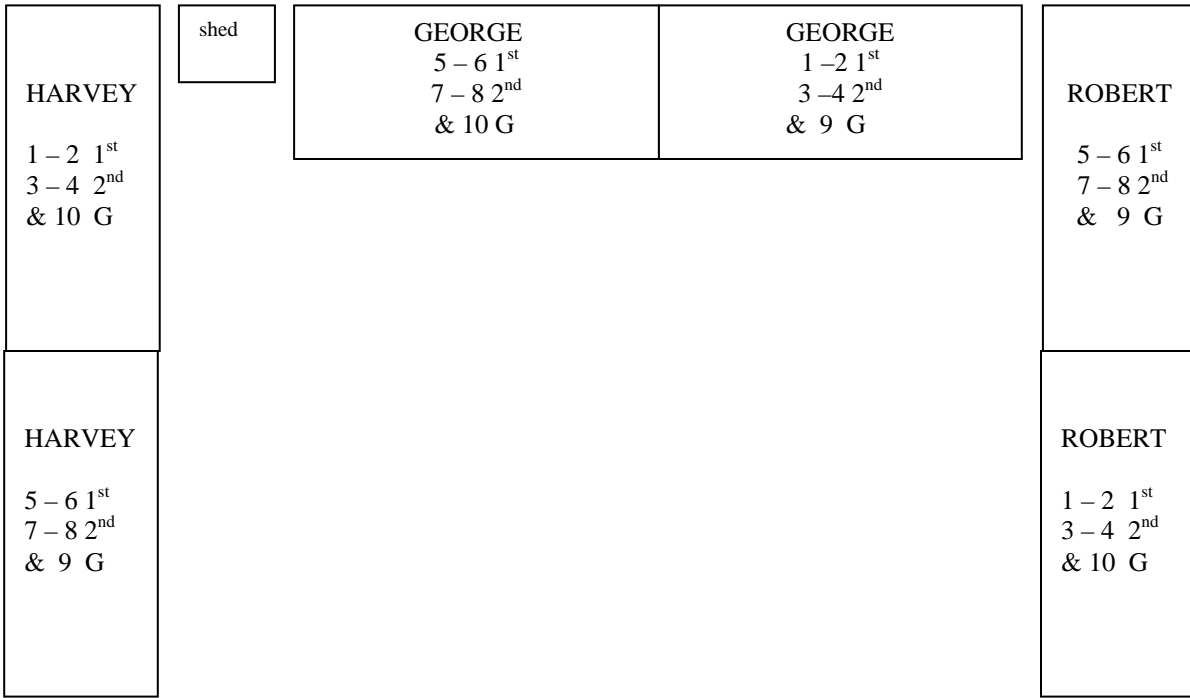 HARVEY
1 – 2 1st
3 – 4 2nd
& 10 G
shed
GEORGE
5 – 6 1st
7 – 8 2nd
& 10 G
GEORGE
1 –2 1st
3 –4 2nd
& 9 G
ROBERT
5 – 6 1st
7 – 8 2nd
& 9 G
HARVEY
5 – 6 1st
7 – 8 2nd
& 9 G
ROBERT
1 – 2 1st
3 – 4 2nd
& 10 G